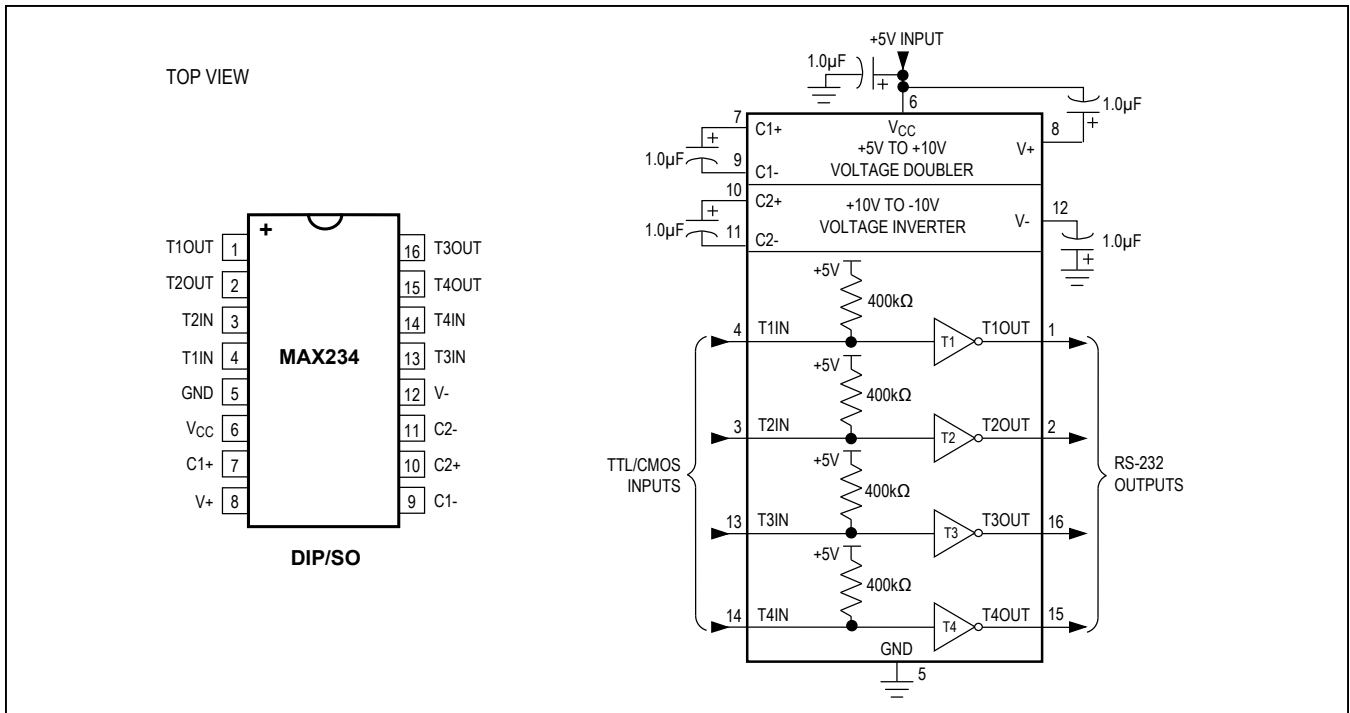 TOP VIEW
+
MAX234
T1OUT 1
T2OUT 2
T2IN 3
T1IN 4
GND 5
VCC 6
C1+ 7
V+ 8
16 T3OUT
15 T4OUT
14 T4IN
13 T3IN
12 V-
11 C2-
10 C2+
9 C1-
DIP/SO
+5V INPUT
1.0µF
+
6
1.0µF
+
7
C1+
VCC
8
V+
+5V TO +10V
VOLTAGE DOUBLER
+
1.0µF
9
C1-
10
C2+
+10V TO -10V
VOLTAGE INVERTER
V-
12
+
1.0µF
11
C2-
1.0µF
+
+5V
400kΩ
4 T1IN T1 T1OUT 1
+5V
400kΩ
3 T2IN T2 T2OUT 2
TTL/CMOS
INPUTS
RS-232
OUTPUTS
+5V
400kΩ
13 T3IN T3 T3OUT 16
+5V
400kΩ
14 T4IN T4 T4OUT 15
GND
5